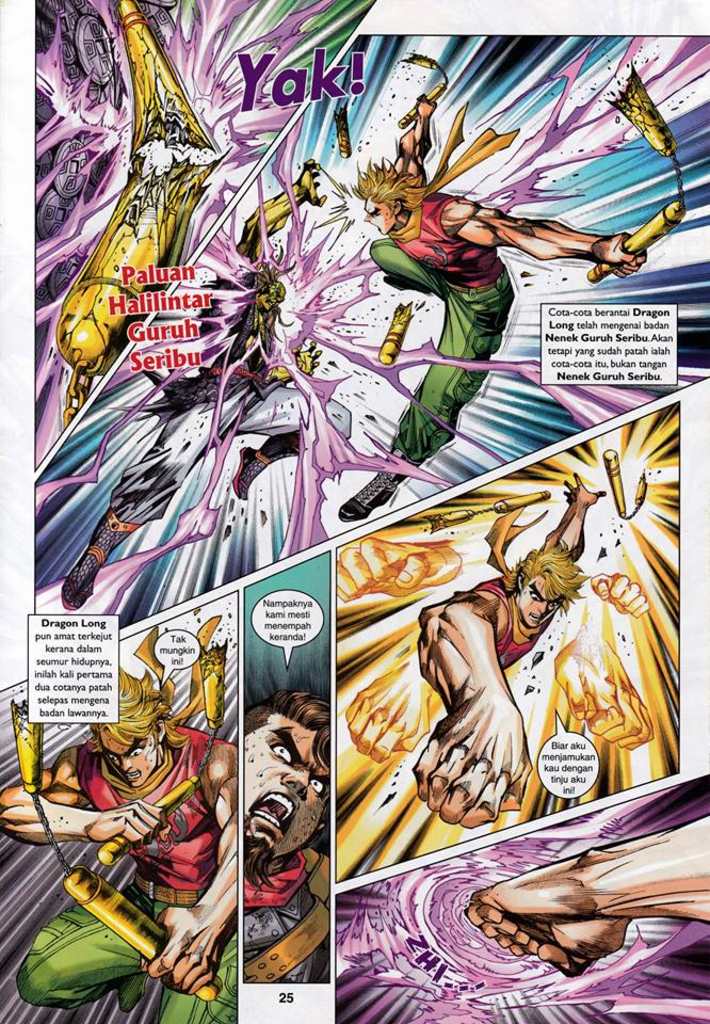 Yak!
Paluan
Halilintar
Guruh
Seribu
Cota-cota berantai Dragon
Long telah mengenai badan
Nenek Guruh Seribu. Akan
tetapi yang sudah patah ialah
cota-cota itu, bukan tangan
Nenek Guruh Seribu.
Dragon Long
pun amat terkejut
kerana dalam
seumur hidupnya,
inilah kali pertama
dua cotanya patah
selepas mengena
badan lawannya.
Tak
mungkin
ini!
Nampaknya
kami mesti
menempah
keranda!
Biar aku
menjamukan
kau dengan
tinju aku
ini!
25